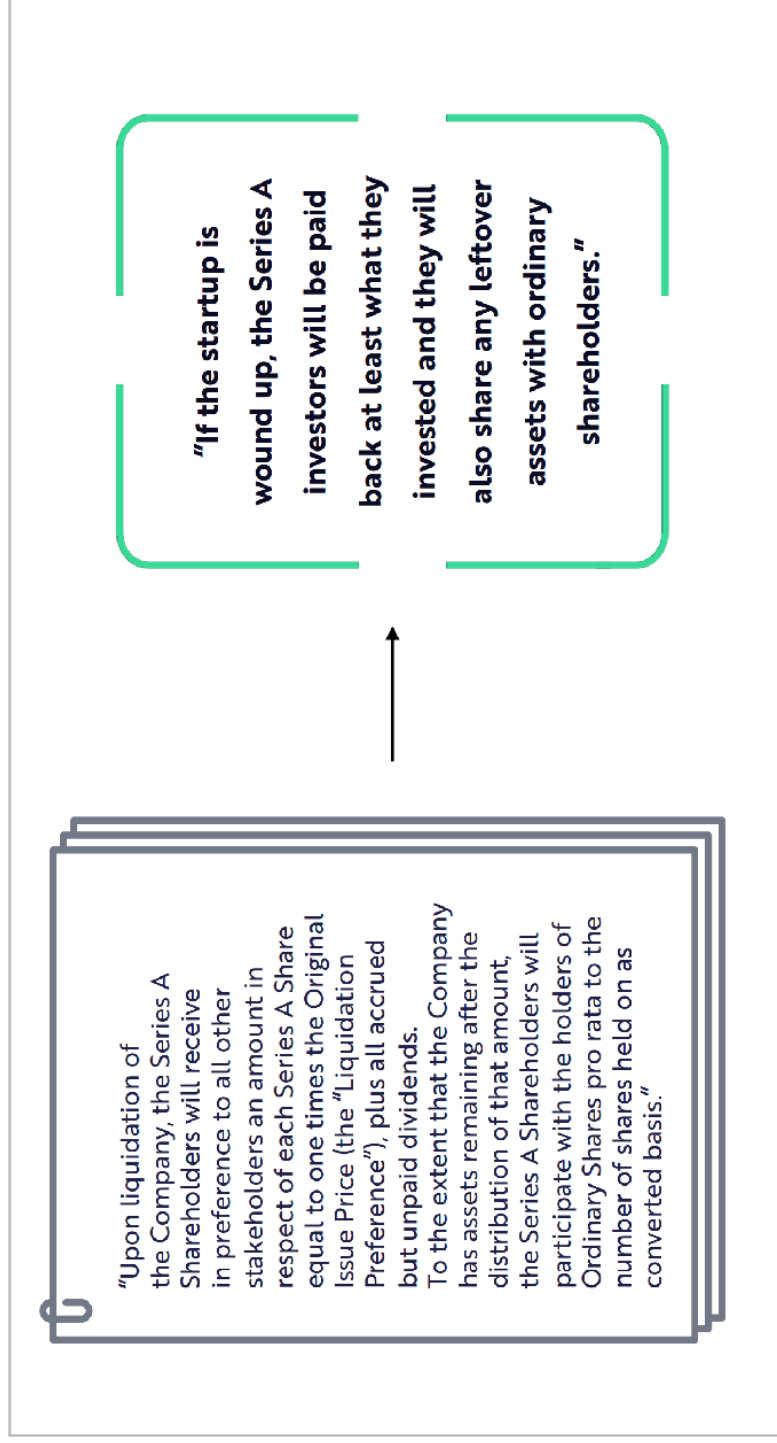 “Upon liquidation of
the Company, the Series A
Shareholders will receive
in preference to all other
stakeholders an amount in
respect of each Series A Share
equal to one times the Original
Issue Price (the “Liquidation
Preference”), plus all accrued
but unpaid dividends.
To the extent that the Company
has assets remaining after the
distribution of that amount,
the Series A Shareholders will
participate with the holders of
Ordinary Shares pro rata to the
number of shares held on as
converted basis.”
“If the startup is
wound up, the Series A
investors will be paid
back at least what they
invested and they will
also share any leftover
assets with ordinary
shareholders.”